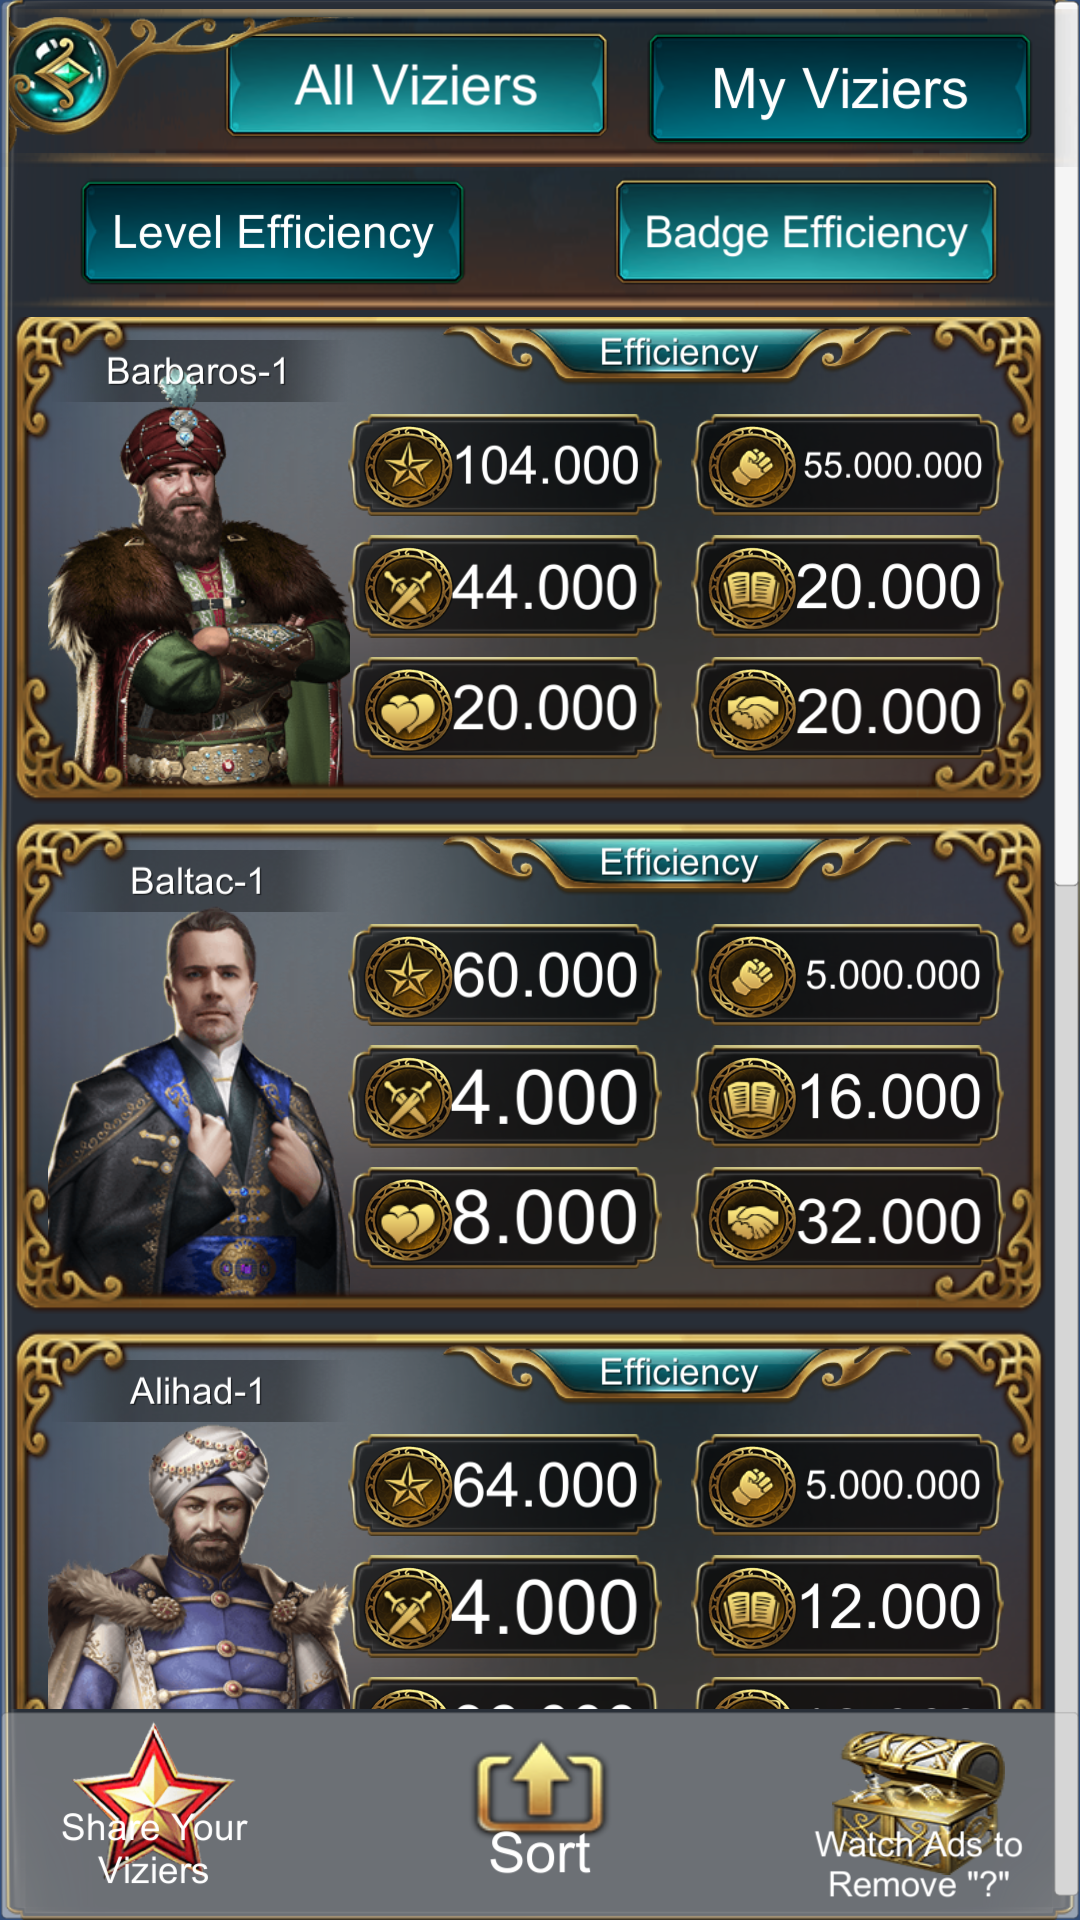 All Viziers
My Viziers
Level Efficiency
Badge Efficiency
Barbaros-1
Efficiency
104.000
55.000.000
44.000
20.000
20.000
20.000
Baltac-1
Efficiency
60.000
5.000.000
4.000
16.000
8.000
32.000
Alihad-1
Efficiency
64.000
5.000.000
4.000
12.000
Share Your
Viziers
Sort
Watch Ads to
Remove "?"